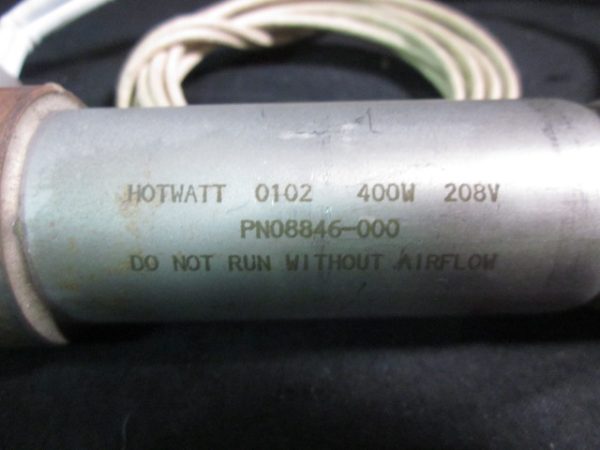 HOTWATT 0102 400W 208V
PN08846-000
DO NOT RUN WITHOUT AIRFLOW